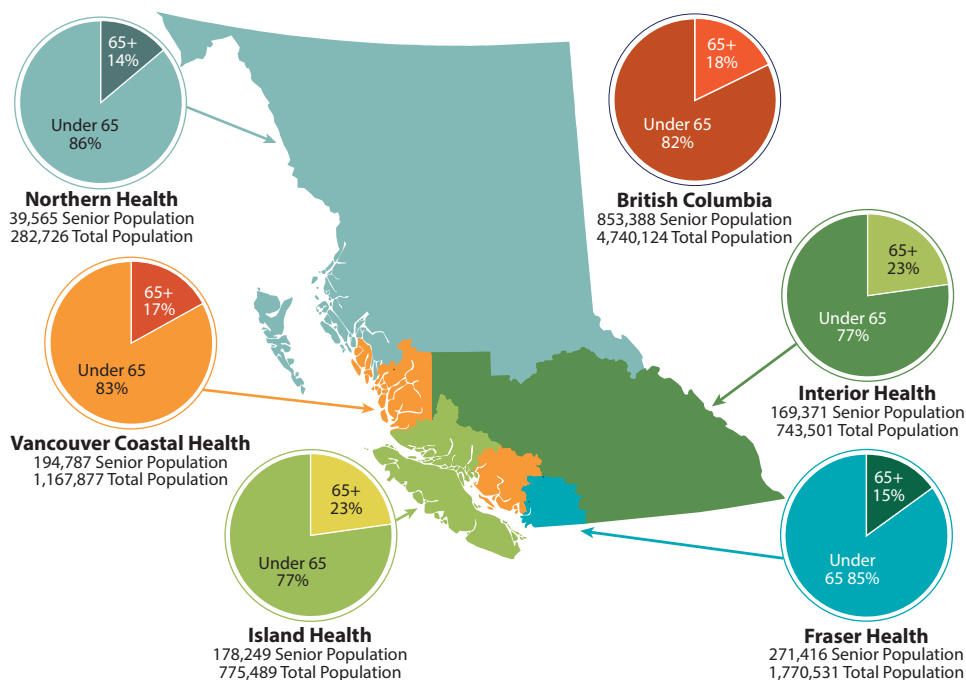 65+
14%
Under 65
86%
Northern Health
39,565 Senior Population
282,726 Total Population
65+
18%
Under 65
82%
British Columbia
853,388 Senior Population
4,740,124 Total Population
65+
17%
Under 65
83%
Vancouver Coastal Health
194,787 Senior Population
1,167,877 Total Population
65+
23%
Under 65
77%
Interior Health
169,371 Senior Population
743,501 Total Population
65+
23%
Under 65
77%
Island Health
178,249 Senior Population
775,489 Total Population
65+
15%
Under
65 85%
Fraser Health
271,416 Senior Population
1,770,531 Total Population